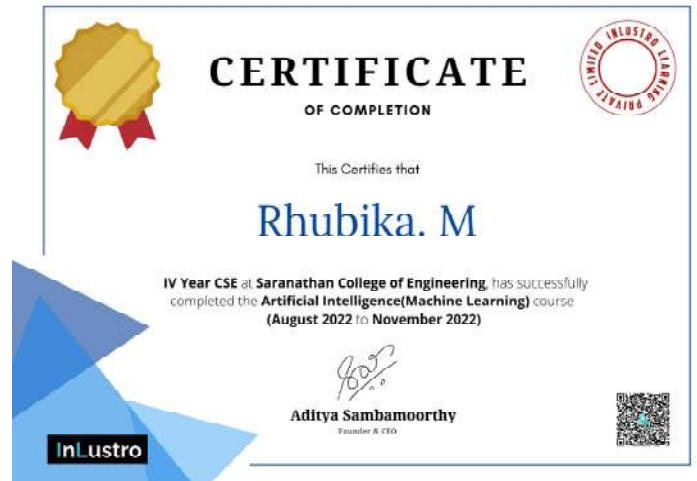 CERTIFICATE
OF COMPLETION
INLUSTRO LEARNING PRIVATE LIMITED
This Certifies that
Rhubika. M
IV Year CSE at Saranathan College of Engineering, has successfully
completed the Artificial Intelligence(Machine Learning) course
(August 2022 to November 2022)
Aditya Sambamoorthy
Founder & CEO
InLustro